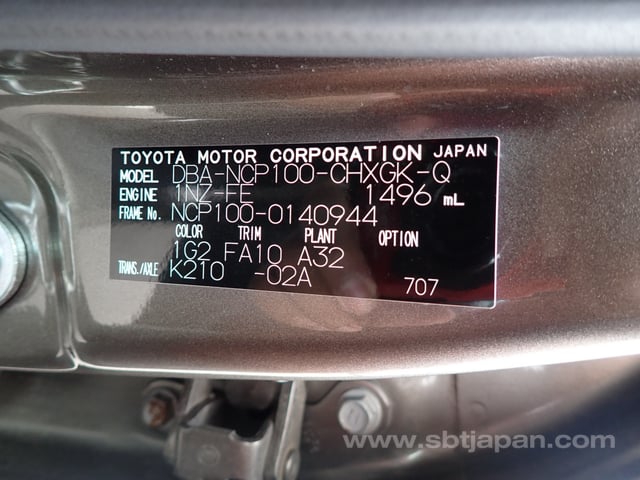 TOYOTA MOTOR CORPORATION JAPAN
MODEL DBA-NCP100-CHXGK-Q
ENGINE 1NZ-FE 1496 mL
FRAME No. NCP100-0140944
COLOR TRIM PLANT OPTION
1G2 FA10 A32
TRANS./AXLE K210 -02A 707
www.sbtjapan.com